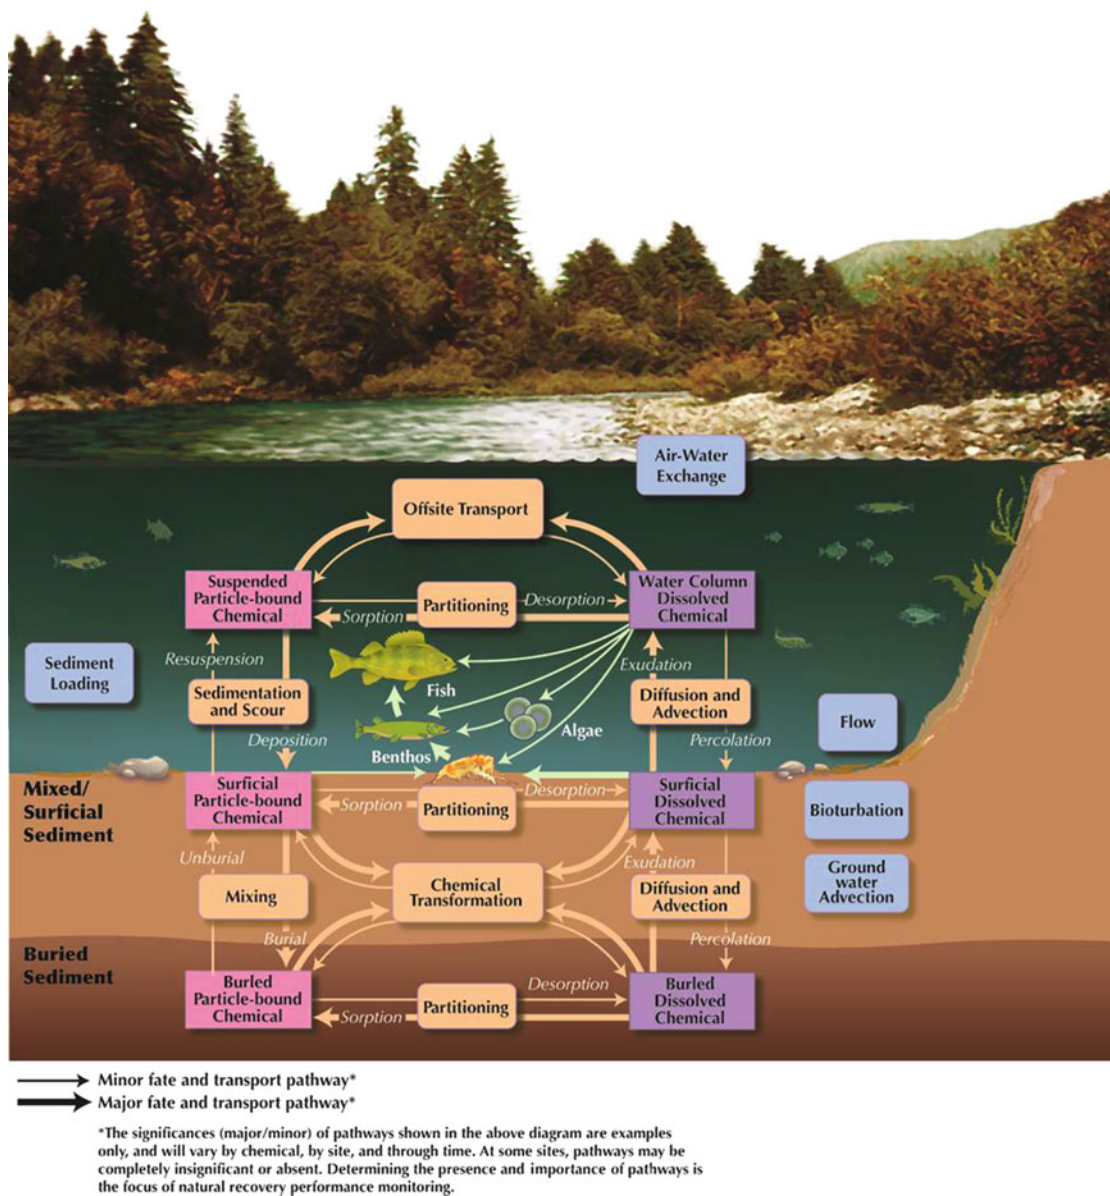 Air-Water
Exchange
Offsite Transport
Suspended
Particle-bound
Chemical
Sorption
Partitioning
Desorption
Water Column
Dissolved
Chemical
Resuspension
Sediment
Loading
Sedimentation
and Scour
Fish
Exudation
Diffusion and
Advection
Algae
Flow
Deposition
Benthos
Percolation
Mixed/
Surficial
Sediment
Surficial
Particle-bound
Chemical
Sorption
Partitioning
Desorption
Surficial
Dissolved
Chemical
Bioturbation
Unburial
Exudation
Mixing
Chemical
Transformation
Diffusion and
Advection
Ground
water
Advection
Burial
Percolation
Buried
Sediment
Burled
Particle-bound
Chemical
Sorption
Partitioning
Desorption
Burled
Dissolved
Chemical
Minor fate and transport pathway*
Major fate and transport pathway*
*The significances (major/minor) of pathways shown in the above diagram are examples
only, and will vary by chemical, by site, and through time. At some sites, pathways may be
completely insignificant or absent. Determining the presence and importance of pathways is
the focus of natural recovery performance monitoring.